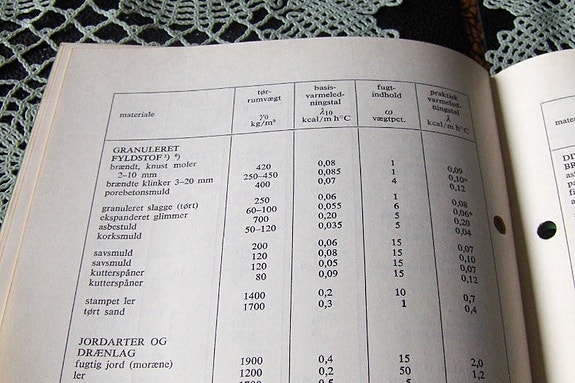 materiale tør-rumvægt basis-varmeled-ningstal fugt-indhold praktisk varmeled-ningstal
γ₀ λ₁₀ ω λ
kg/m³ kcal/m h°C vægtpct. kcal/m h°C
GRANULERET
FYLDSTOF ³) ⁴)
brændt, knust moler
2–10 mm 420 0,08 1 0,09
brændte klinker 3–20 mm 250–450 0,085 1 0,10*
porebetonsmuld 400 0,07 4 0,12
granuleret slagge (tørt) 250 0,06 1 0,08
ekspanderet glimmer 60–100 0,055 6 0,06*
asbestuld 700 0,20 5 0,20
korksmuld 50–120 0,035 5 0,04
savsmuld 200 0,06 15 0,07
savsmuld 120 0,08 15 0,10
kutterspåner 120 0,05 15 0,07
kutterspåner 80 0,09 15 0,12
stampet ler 1400 0,2 10 0,7
tørt sand 1700 0,3 1 0,4
JORDARTER OG
DRÆNLAG
fugtig jord (moræne) 1900 0,4 15 2,0
ler 1200 0,2 50 1,2